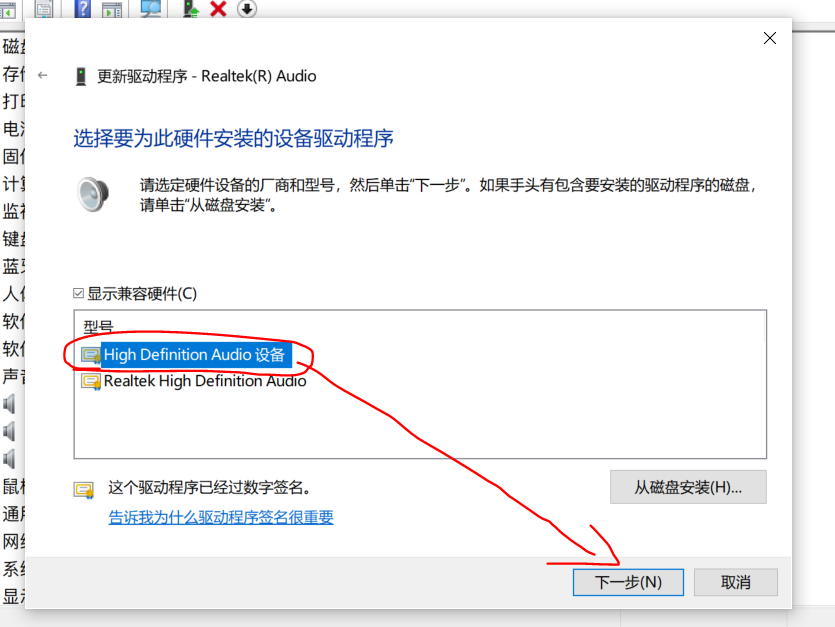 更新驱动程序 - Realtek(R) Audio
选择要为此硬件安装的设备驱动程序
请选定硬件设备的厂商和型号，然后单击“下一步”。如果手头有包含要安装的驱动程序的磁盘，
请单击“从磁盘安装”。
显示兼容硬件(C)
型号
High Definition Audio 设备
Realtek High Definition Audio
这个驱动程序已经过数字签名。
告诉我为什么驱动程序签名很重要
从磁盘安装(H)...
下一步(N)
取消
磁
存
打
电
固
计
监
键
蓝
人
软
软
声
鼠
通
网
系
显